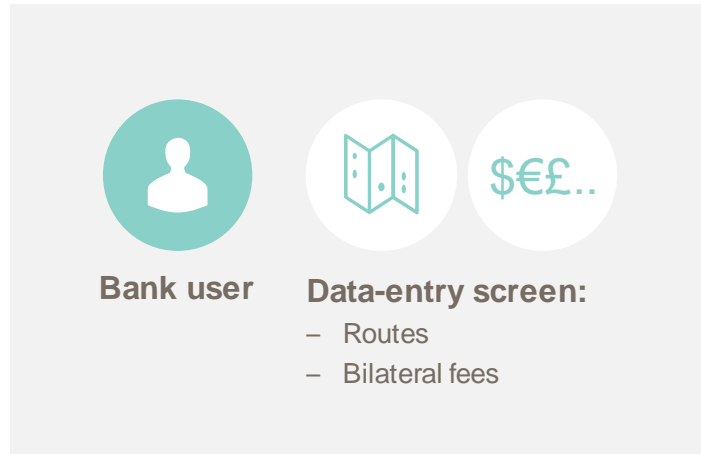 $€£..
Bank user
Data-entry screen:
– Routes
– Bilateral fees